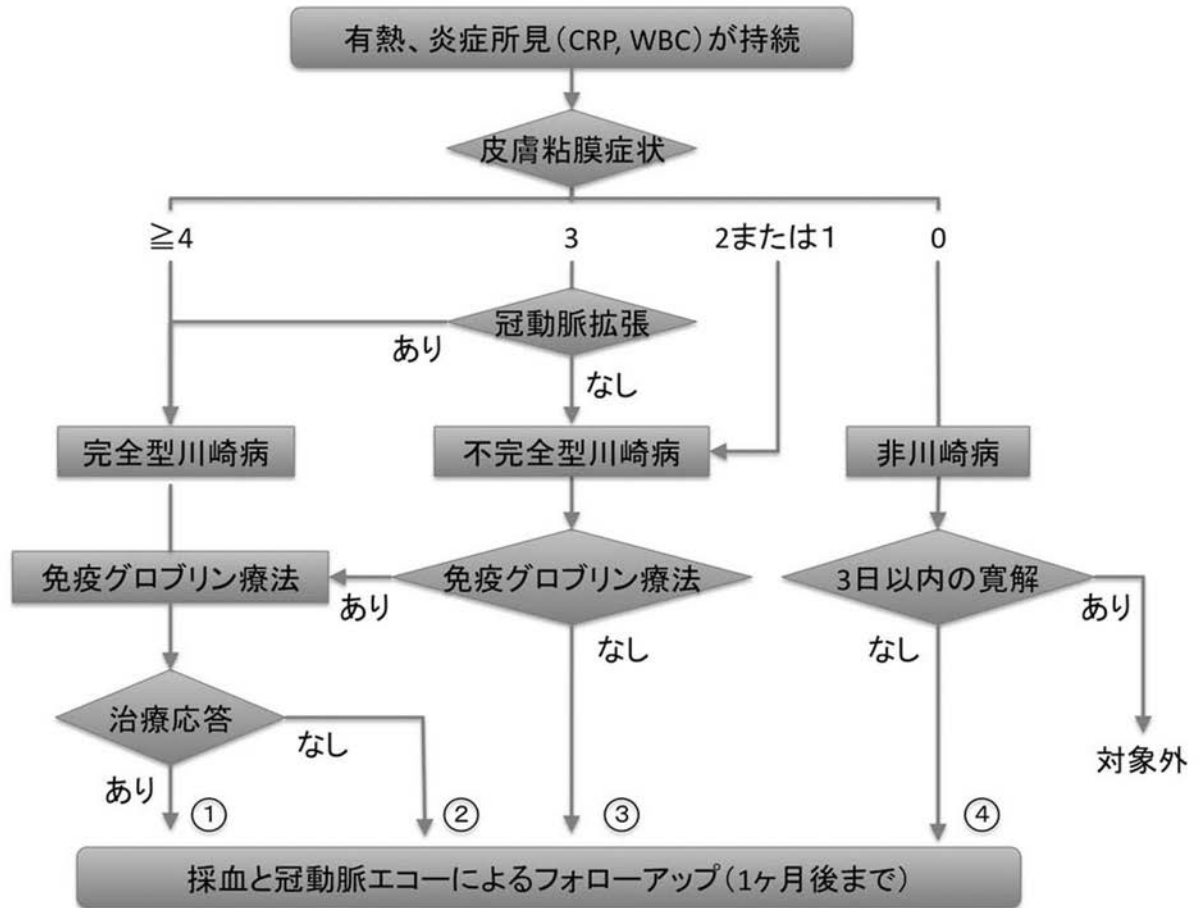 有熱、炎症所見（CRP, WBC）が持続
皮膚粘膜症状
≧4
3
2または1
0
冠動脈拡張
あり
なし
完全型川崎病
不完全型川崎病
非川崎病
免疫グロブリン療法
免疫グロブリン療法
3日以内の寛解
あり
なし
なし
あり
治療応答
なし
あり
対象外
①
②
③
④
採血と冠動脈エコーによるフォローアップ（1ヶ月後まで）